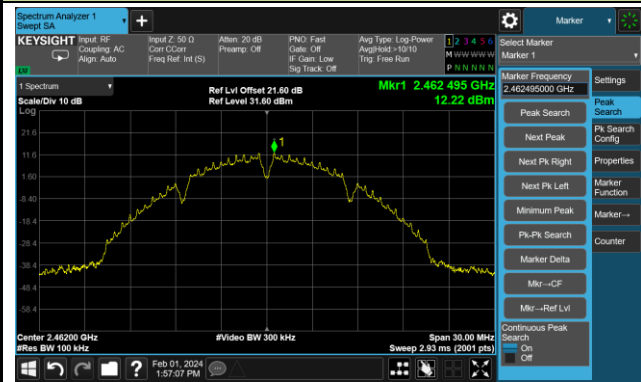 Spectrum Analyzer 1
Swept SA
+
Marker
KEYSIGHT
Input: RF
Coupling: AC
Align: Auto
Input Z: 50 Ω
Corr CCorr
Freq Ref: Int (S)
Atten: 20 dB
Preamp: Off
PNO: Fast
Gate: Off
IF Gain: Low
Sig Track: Off
Avg Type: Log-Power
Avg|Hold:>10/10
Trig: Free Run
1 2 3 4 5 6
M W W W W W
P N N N N N
LXI
Select Marker
Marker 1
1 Spectrum
Scale/Div 10 dB
Log
Ref Lvl Offset 21.60 dB
Ref Level 31.60 dBm
Mkr1 2.462 495 GHz
12.22 dBm
21.6
11.6
1.60
-8.40
-18.4
-28.4
-38.4
-48.4
-58.4
1
Center 2.46200 GHz
#Res BW 100 kHz
#Video BW 300 kHz
Span 30.00 MHz
Sweep 2.93 ms (2001 pts)
Marker Frequency
2.462495000 GHz
Peak Search
Next Peak
Next Pk Right
Next Pk Left
Minimum Peak
Pk-Pk Search
Marker Delta
Mkr→CF
Mkr→Ref Lvl
Continuous Peak
Search
On
Off
Settings
Peak
Search
Pk Search
Config
Properties
Marker
Function
Marker→
Counter
?
Feb 01, 2024
1:57:07 PM